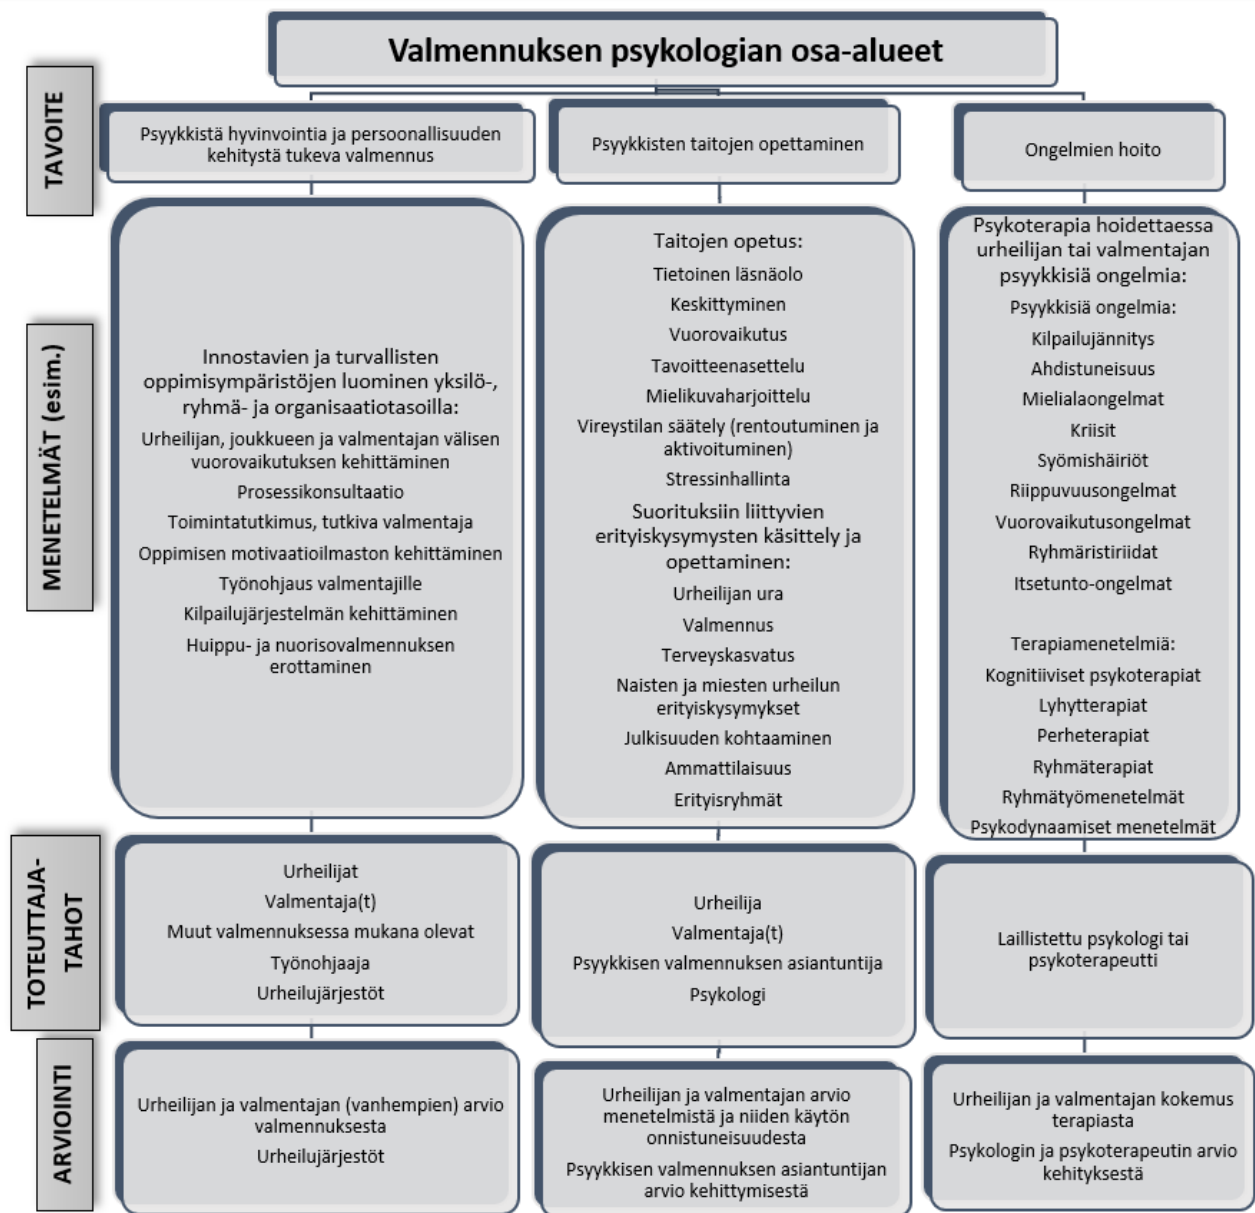 Valmennuksen psykologian osa-alueet
TAVOITE
Psyykkistä hyvinvointia ja persoonallisuuden
kehitystä tukeva valmennus
Psyykkisten taitojen opettaminen
Ongelmien hoito
MENETELMÄT (esim.)
Innostavien ja turvallisten
oppimisympäristöjen luominen yksilö-,
ryhmä- ja organisaatiotasoilla:
Urheilijan, joukkueen ja valmentajan välisen
vuorovaikutuksen kehittäminen
Prosessikonsultaatio
Toimintatutkimus, tutkiva valmentaja
Oppimisen motivaatioilmaston kehittäminen
Työnohjaus valmentajille
Kilpailujärjestelmän kehittäminen
Huippu- ja nuorisovalmennuksen
erottaminen
Taitojen opetus:
Tietoinen läsnäolo
Keskittyminen
Vuorovaikutus
Tavoitteenasettelu
Mielikuvaharjoittelu
Vireystilan säätely (rentoutuminen ja
aktivoituminen)
Stressinhallinta
Suorituksiin liittyvien
erityiskysymysten käsittely ja
opettaminen:
Urheilijan ura
Valmennus
Terveyskasvatus
Naisten ja miesten urheilun
erityiskysymykset
Julkisuuden kohtaaminen
Ammattilaisuus
Erityisryhmät
Psykoterapia hoidettaessa
urheilijan tai valmentajan
psyykkisiä ongelmia:
Psyykkisiä ongelmia:
Kilpailujännitys
Ahdistuneisuus
Mielialaongelmat
Kriisit
Syömishäiriöt
Riippuvuusongelmat
Vuorovaikutusongelmat
Ryhmäristiriidat
Itsetunto-ongelmat
Terapiamenetelmiä:
Kognitiiviset psykoterapiat
Lyhytterapiat
Perheterapiat
Ryhmäterapiat
Ryhmätyömenetelmät
Psykodynaamiset menetelmät
TOTEUTTAJA-
TAHOT
Urheilijat
Valmentaja(t)
Muut valmennuksessa mukana olevat
Työnohjaaja
Urheilujärjestöt
Urheilija
Valmentaja(t)
Psyykkisen valmennuksen asiantuntija
Psykologi
Laillistettu psykologi tai
psykoterapeutti
ARVIOINTI
Urheilijan ja valmentajan (vanhempien) arvio
valmennuksesta
Urheilujärjestöt
Urheilijan ja valmentajan arvio
menetelmistä ja niiden käytön
onnistuneisuudesta
Psyykkisen valmennuksen asiantuntijan
arvio kehittymisestä
Urheilijan ja valmentajan kokemus
terapiasta
Psykologin ja psykoterapeutin arvio
kehityksestä